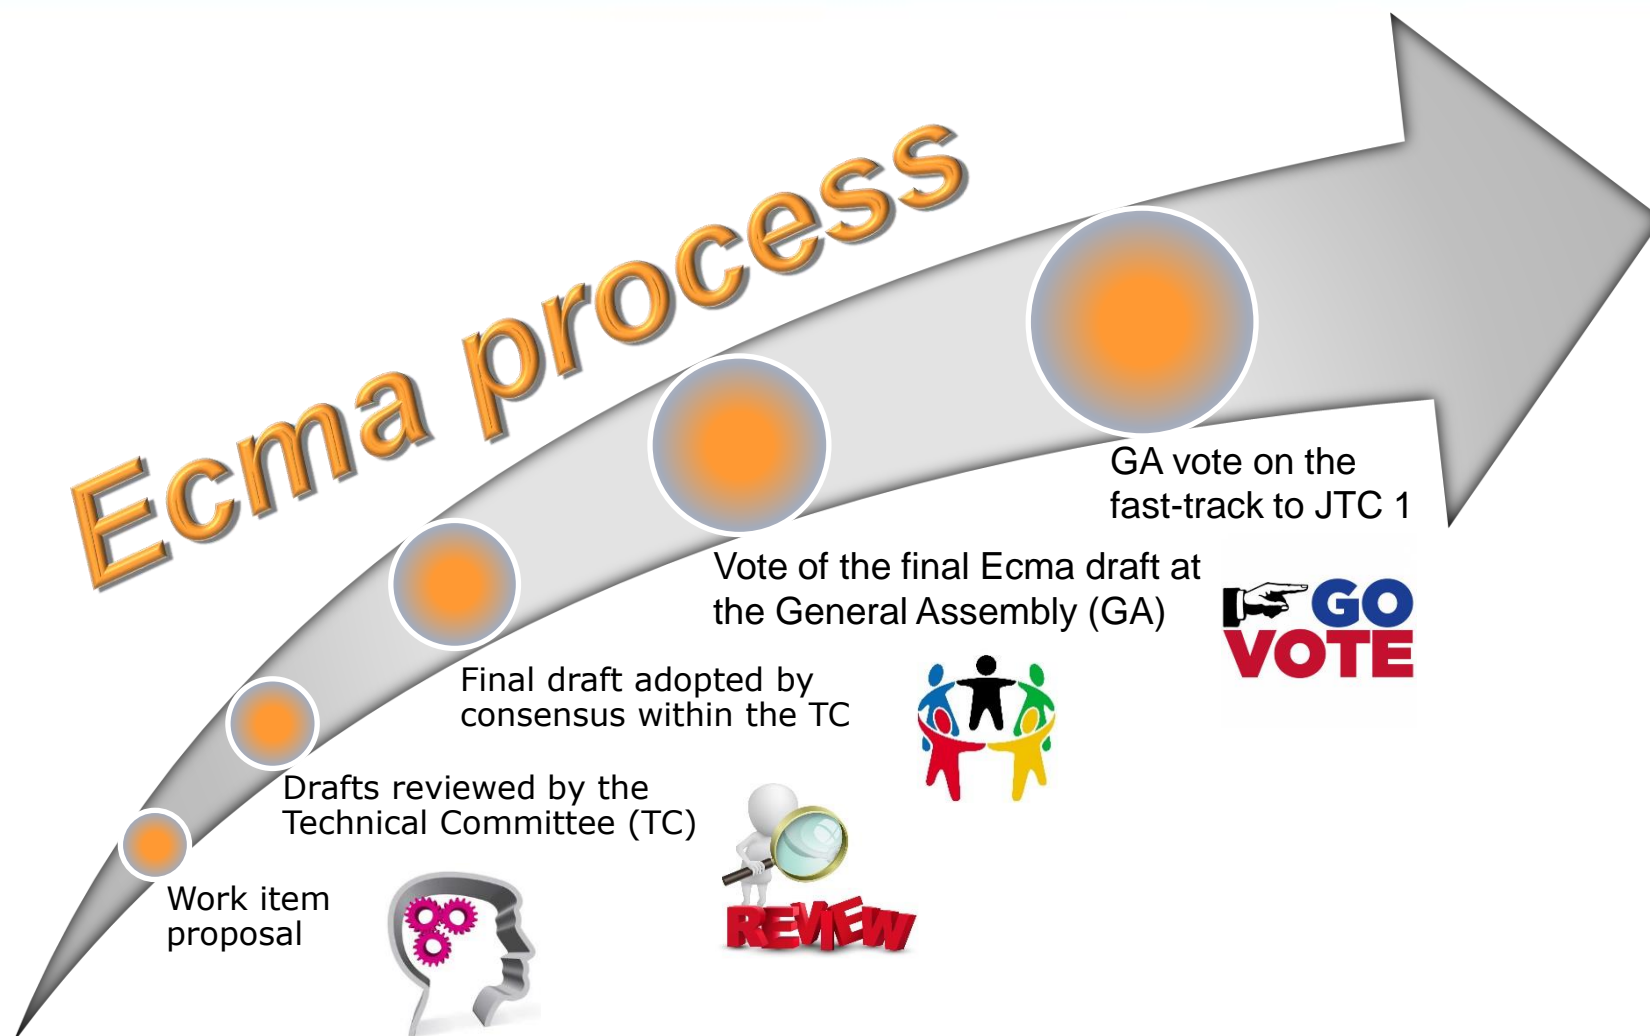 Ecma process
GA vote on the
fast-track to JTC 1
Vote of the final Ecma draft at
the General Assembly (GA)
GO
VOTE
Final draft adopted by
consensus within the TC
Drafts reviewed by the
Technical Committee (TC)
REVIEW
Work item
proposal